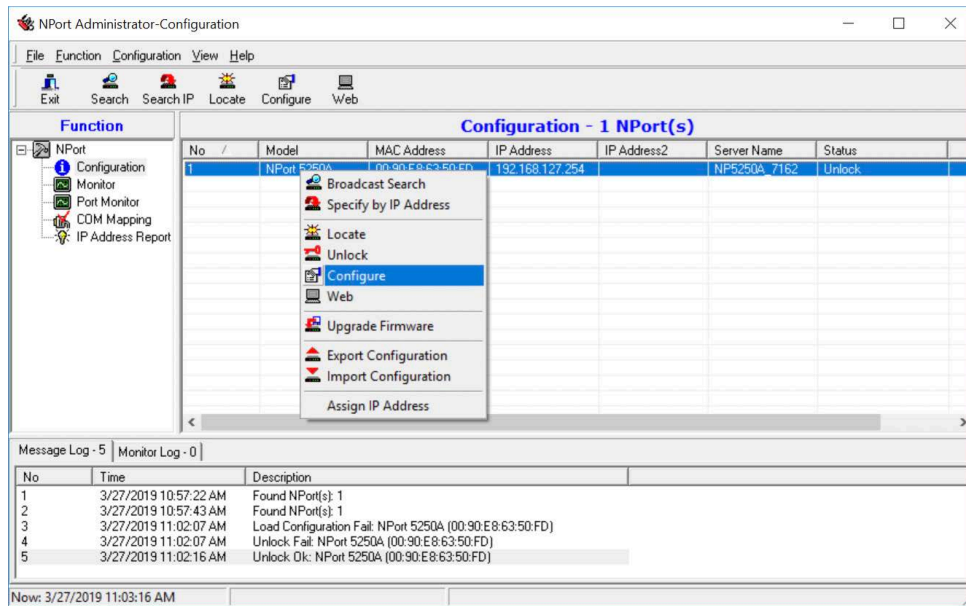 NPort Administrator-Configuration
File Function Configuration View Help
Exit Search Search IP Locate Configure Web
Function
Configuration - 1 NPort(s)
NPort
Configuration
Monitor
Port Monitor
COM Mapping
IP Address Report
No / Model MAC Address IP Address IP Address2 Server Name Status
1 NPort 5250A 00:90:E8:63:50:FD 192.168.127.254 NP5250A_7162 Unlock
Broadcast Search
Specify by IP Address
Locate
Unlock
Configure
Web
Upgrade Firmware
Export Configuration
Import Configuration
Assign IP Address
Message Log - 5 Monitor Log - 0
No Time Description
1 3/27/2019 10:57:22 AM Found NPort(s): 1
2 3/27/2019 10:57:43 AM Found NPort(s): 1
3 3/27/2019 11:02:07 AM Load Configuration Fail: NPort 5250A (00:90:E8:63:50:FD)
4 3/27/2019 11:02:07 AM Unlock Fail: NPort 5250A (00:90:E8:63:50:FD)
5 3/27/2019 11:02:16 AM Unlock Ok: NPort 5250A (00:90:E8:63:50:FD)
Now: 3/27/2019 11:03:16 AM